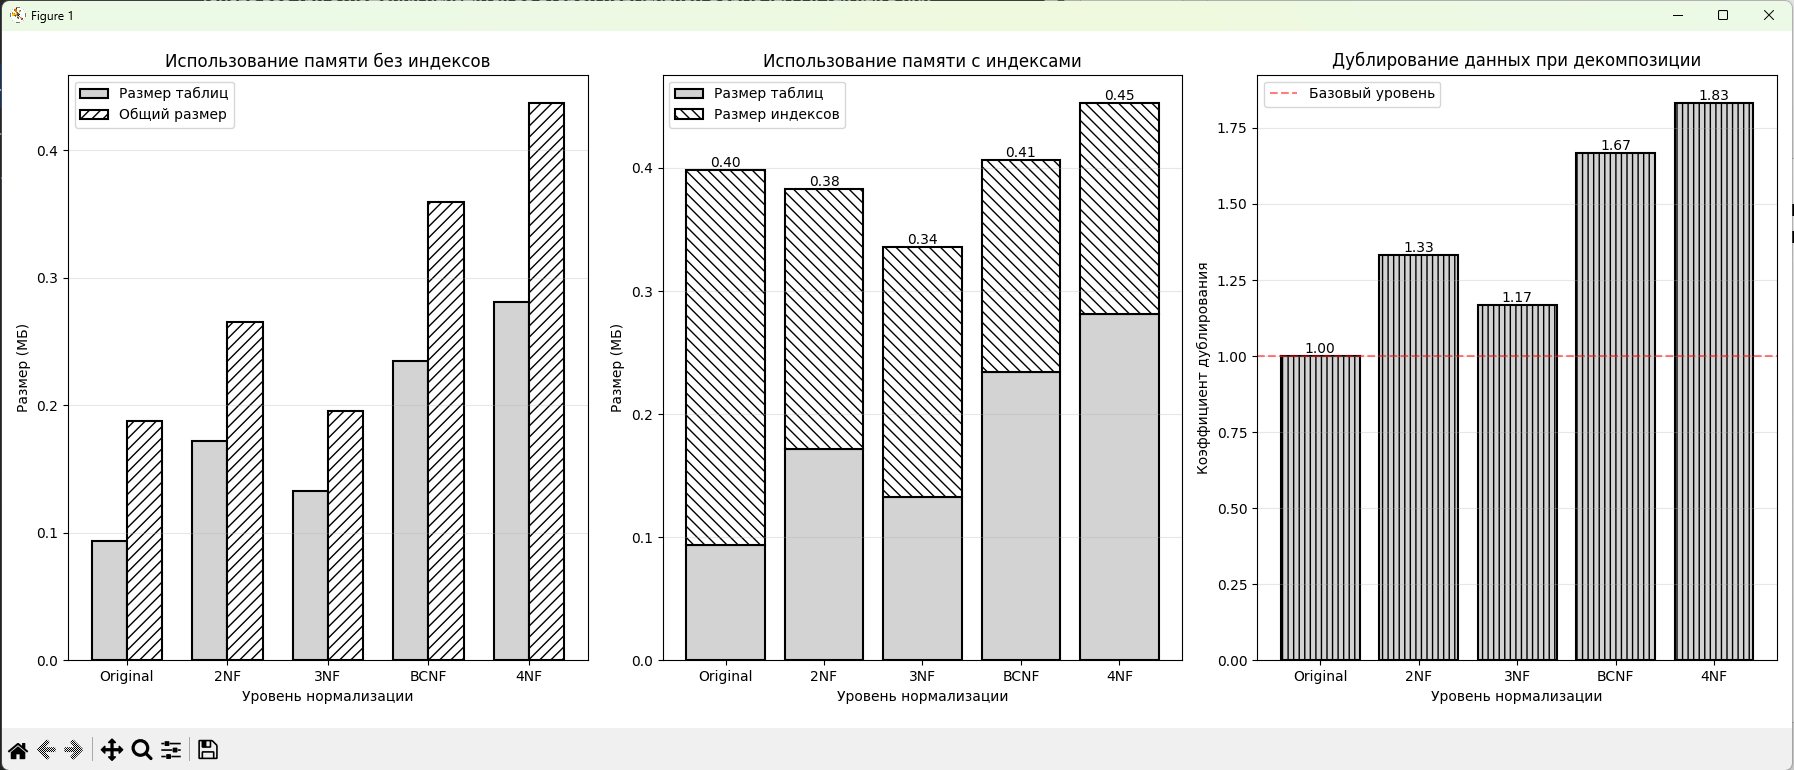 Figure 1
Использование памяти без индексов
Размер таблиц
Общий размер
0.4
0.3
0.2
0.1
0.0
Размер (МБ)
Original 2NF 3NF BCNF 4NF
Уровень нормализации
Использование памяти с индексами
Размер таблиц
Размер индексов
0.40 0.38 0.34 0.41 0.45
0.4
0.3
0.2
0.1
0.0
Размер (МБ)
Original 2NF 3NF BCNF 4NF
Уровень нормализации
Дублирование данных при декомпозиции
Базовый уровень
1.00 1.33 1.17 1.67 1.83
1.75
1.50
1.25
1.00
0.75
0.50
0.25
0.00
Коэффициент дублирования
Original 2NF 3NF BCNF 4NF
Уровень нормализации